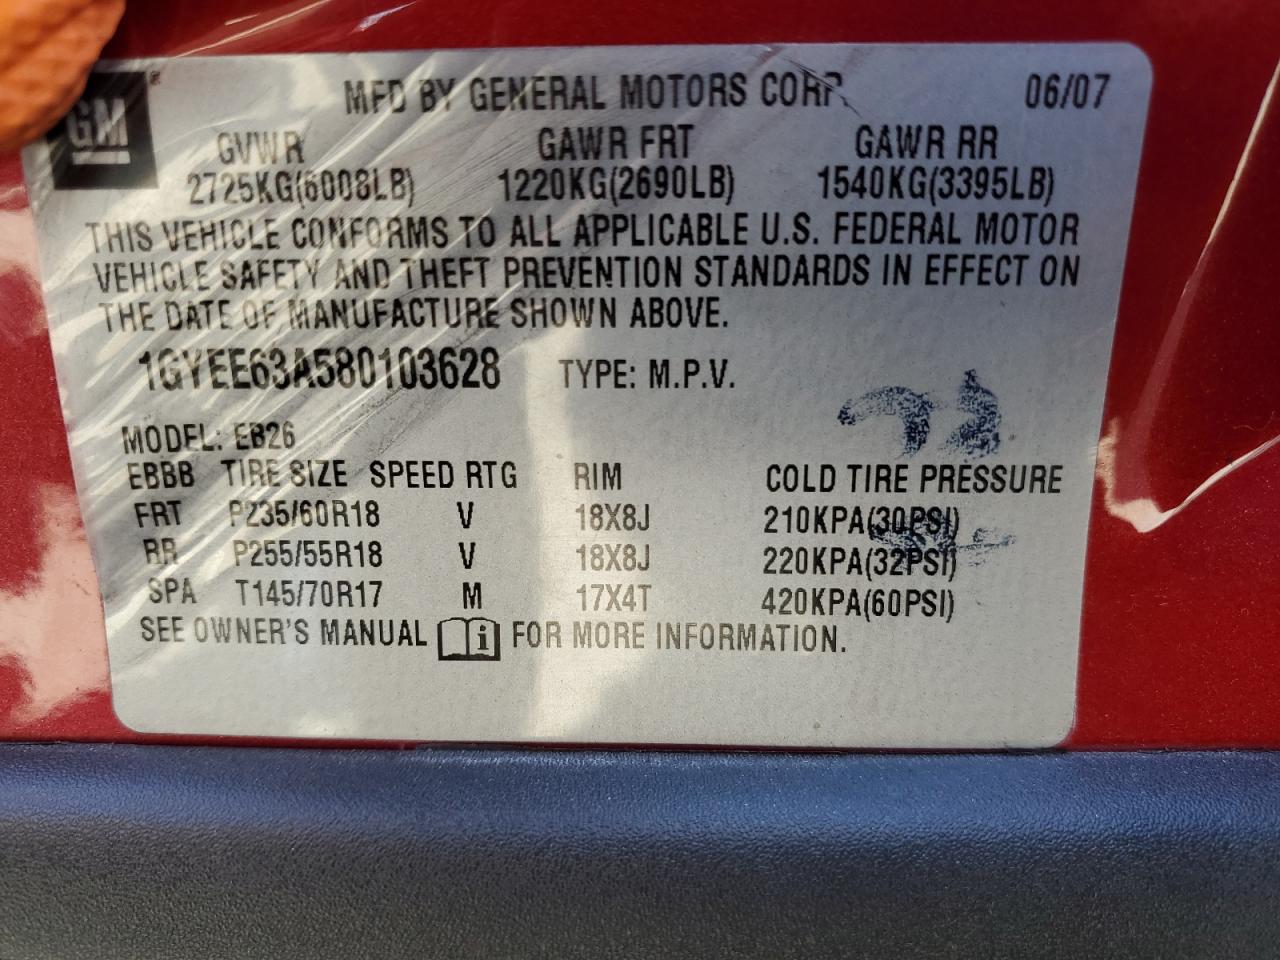 GM
MFD BY GENERAL MOTORS CORP. 06/07
GVWR GAWR FRT GAWR RR
2725KG(6008LB) 1220KG(2690LB) 1540KG(3395LB)
THIS VEHICLE CONFORMS TO ALL APPLICABLE U.S. FEDERAL MOTOR
VEHICLE SAFETY AND THEFT PREVENTION STANDARDS IN EFFECT ON
THE DATE OF MANUFACTURE SHOWN ABOVE.
1GYEE63A580103628 TYPE: M.P.V.
MODEL: EB26
EBBB TIRE SIZE SPEED RTG RIM COLD TIRE PRESSURE
FRT P235/60R18 V 18X8J 210KPA(30PSI)
RR P255/55R18 V 18X8J 220KPA(32PSI)
SPA T145/70R17 M 17X4T 420KPA(60PSI)
SEE OWNER'S MANUAL i FOR MORE INFORMATION.